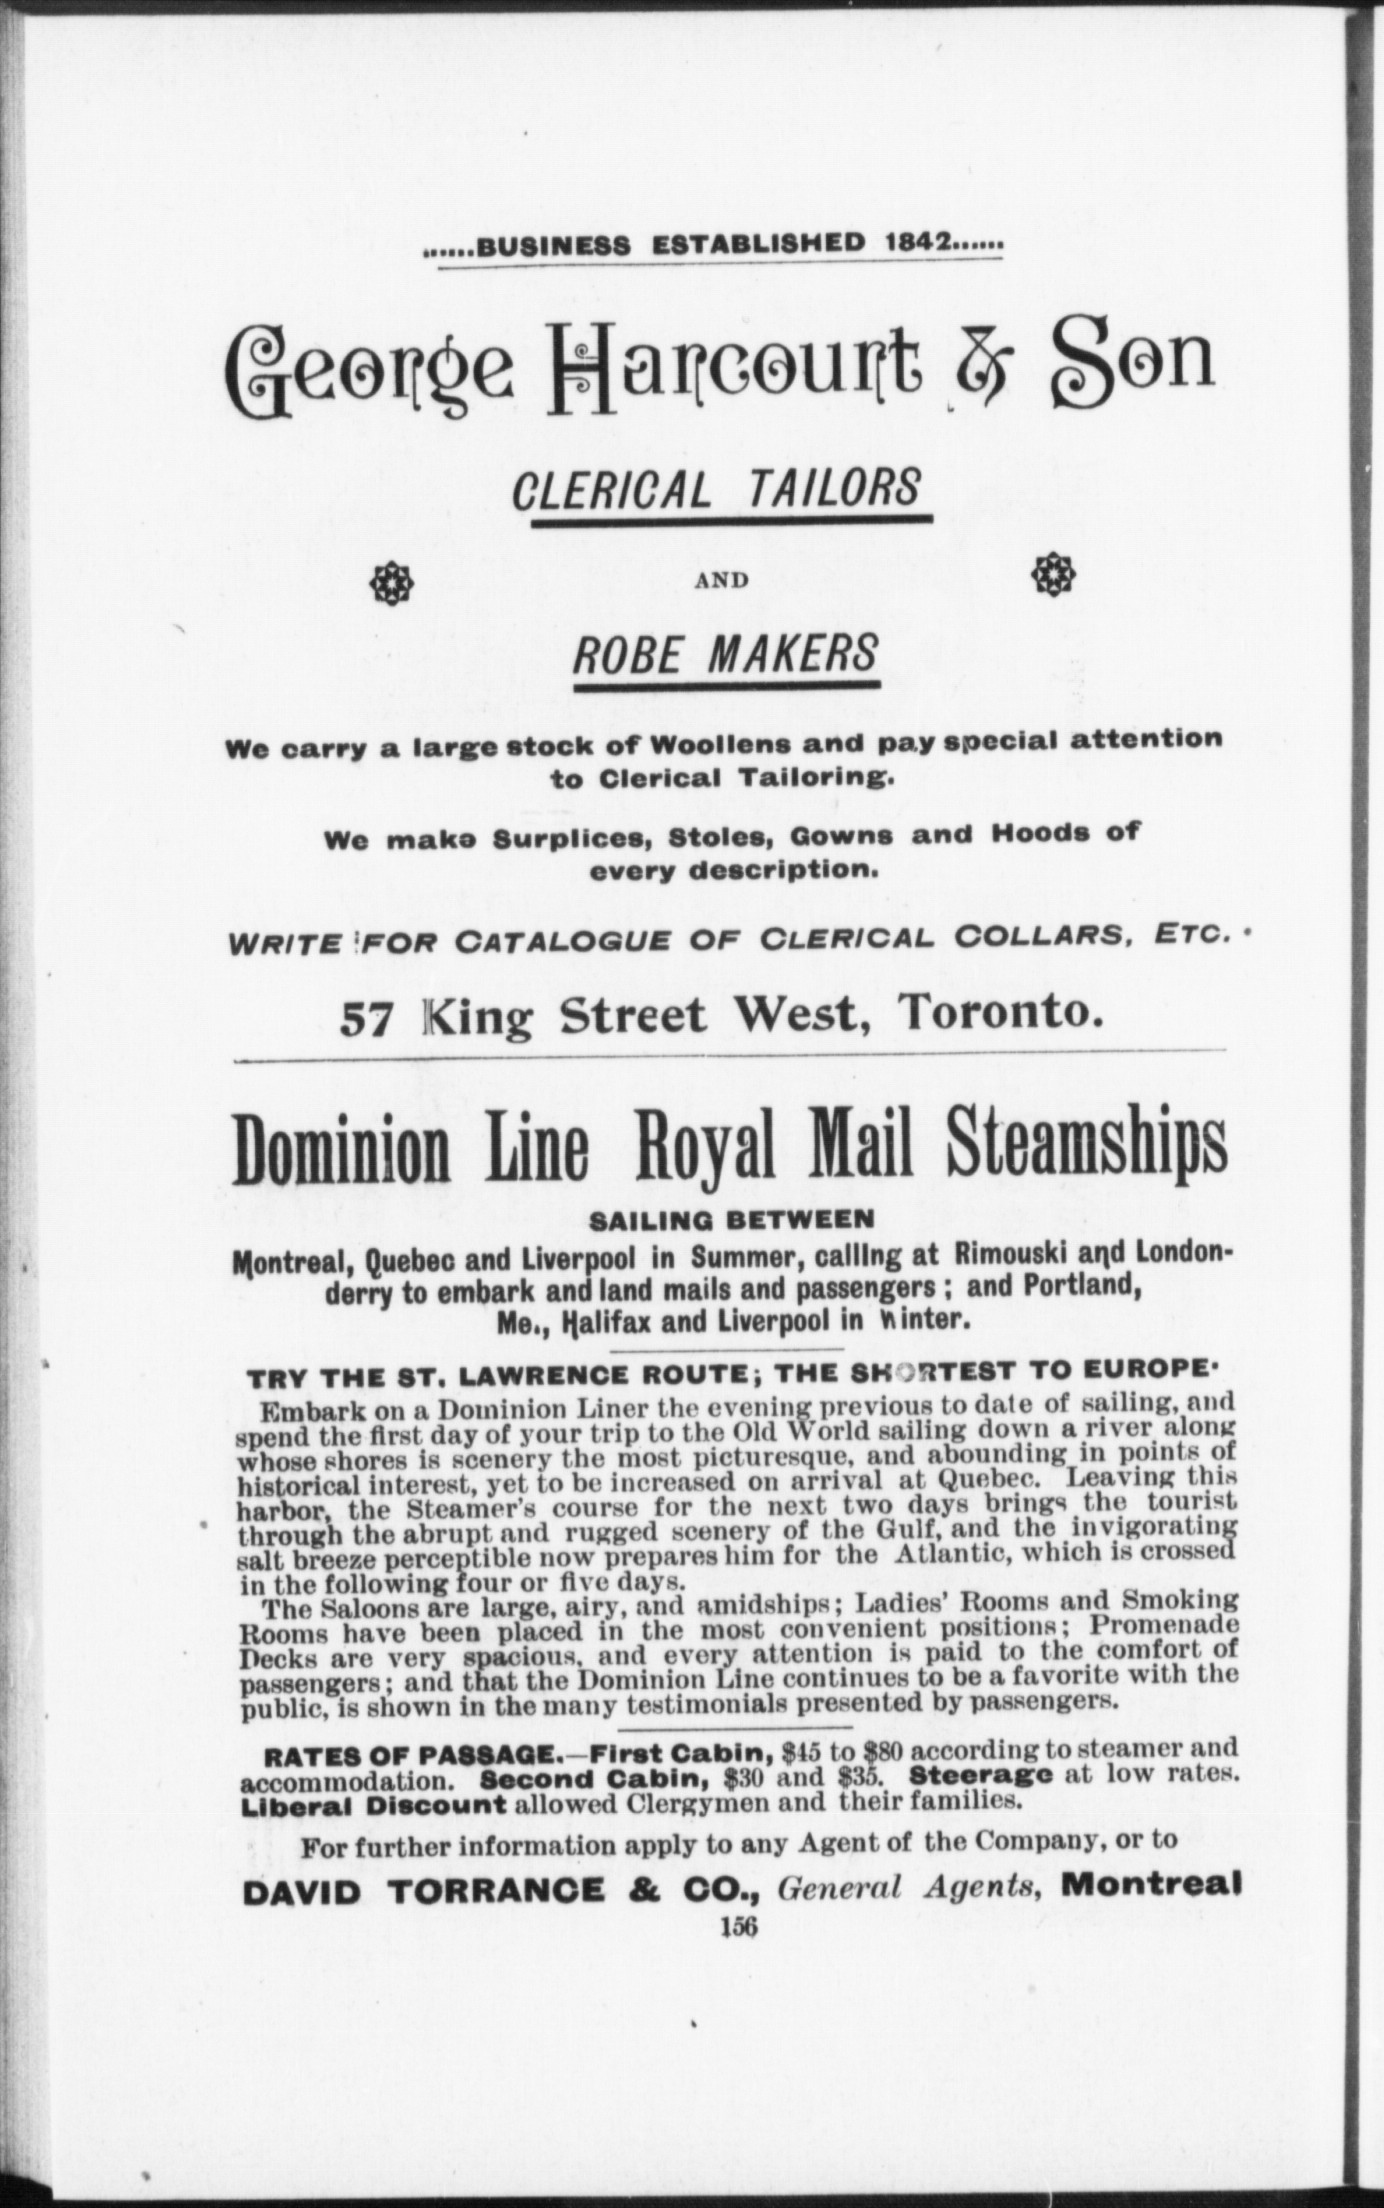 ......BUSINESS ESTABLISHED 1842......
George Harcourt & Son
CLERICAL TAILORS
AND
ROBE MAKERS
We carry a large stock of Woollens and pay special attention
to Clerical Tailoring.
We make Surplices, Stoles, Gowns and Hoods of
every description.
WRITE FOR CATALOGUE OF CLERICAL COLLARS, ETC.
57 King Street West, Toronto.
Dominion Line Royal Mail Steamships
SAILING BETWEEN
Montreal, Quebec and Liverpool in Summer, calling at Rimouski and London-
derry to embark and land mails and passengers; and Portland,
Me., Halifax and Liverpool in Winter.
TRY THE ST. LAWRENCE ROUTE; THE SHORTEST TO EUROPE.
Embark on a Dominion Liner the evening previous to date of sailing, and
spend the first day of your trip to the Old World sailing down a river along
whose shores is scenery the most picturesque, and abounding in points of
historical interest, yet to be increased on arrival at Quebec. Leaving this
harbor, the Steamer's course for the next two days brings the tourist
through the abrupt and rugged scenery of the Gulf, and the invigorating
salt breeze perceptible now prepares him for the Atlantic, which is crossed
in the following four or five days.
The Saloons are large, airy, and amidships; Ladies' Rooms and Smoking
Rooms have been placed in the most convenient positions; Promenade
Decks are very spacious, and every attention is paid to the comfort of
passengers; and that the Dominion Line continues to be a favorite with the
public, is shown in the many testimonials presented by passengers.
RATES OF PASSAGE.—First Cabin, $45 to $80 according to steamer and
accommodation. Second Cabin, $30 and $35. Steerage at low rates.
Liberal Discount allowed Clergymen and their families.
For further information apply to any Agent of the Company, or to
DAVID TORRANCE & CO., General Agents, Montreal
156